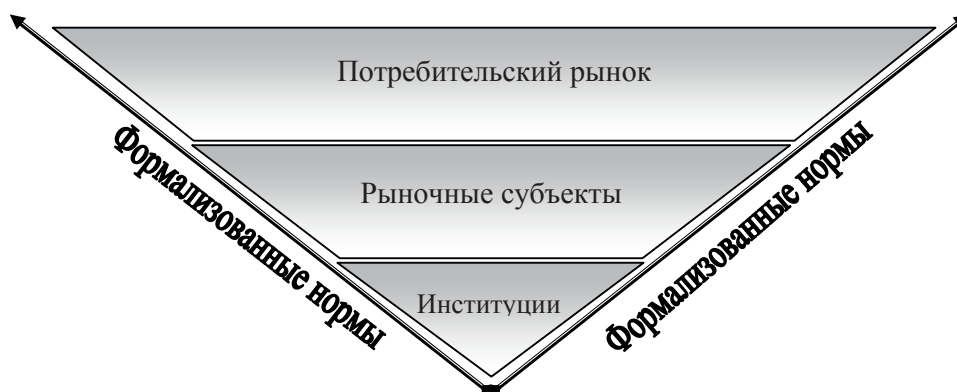 Потребительский рынок
Рыночные субъекты
Институции
Формализованные нормы
Формализованные нормы